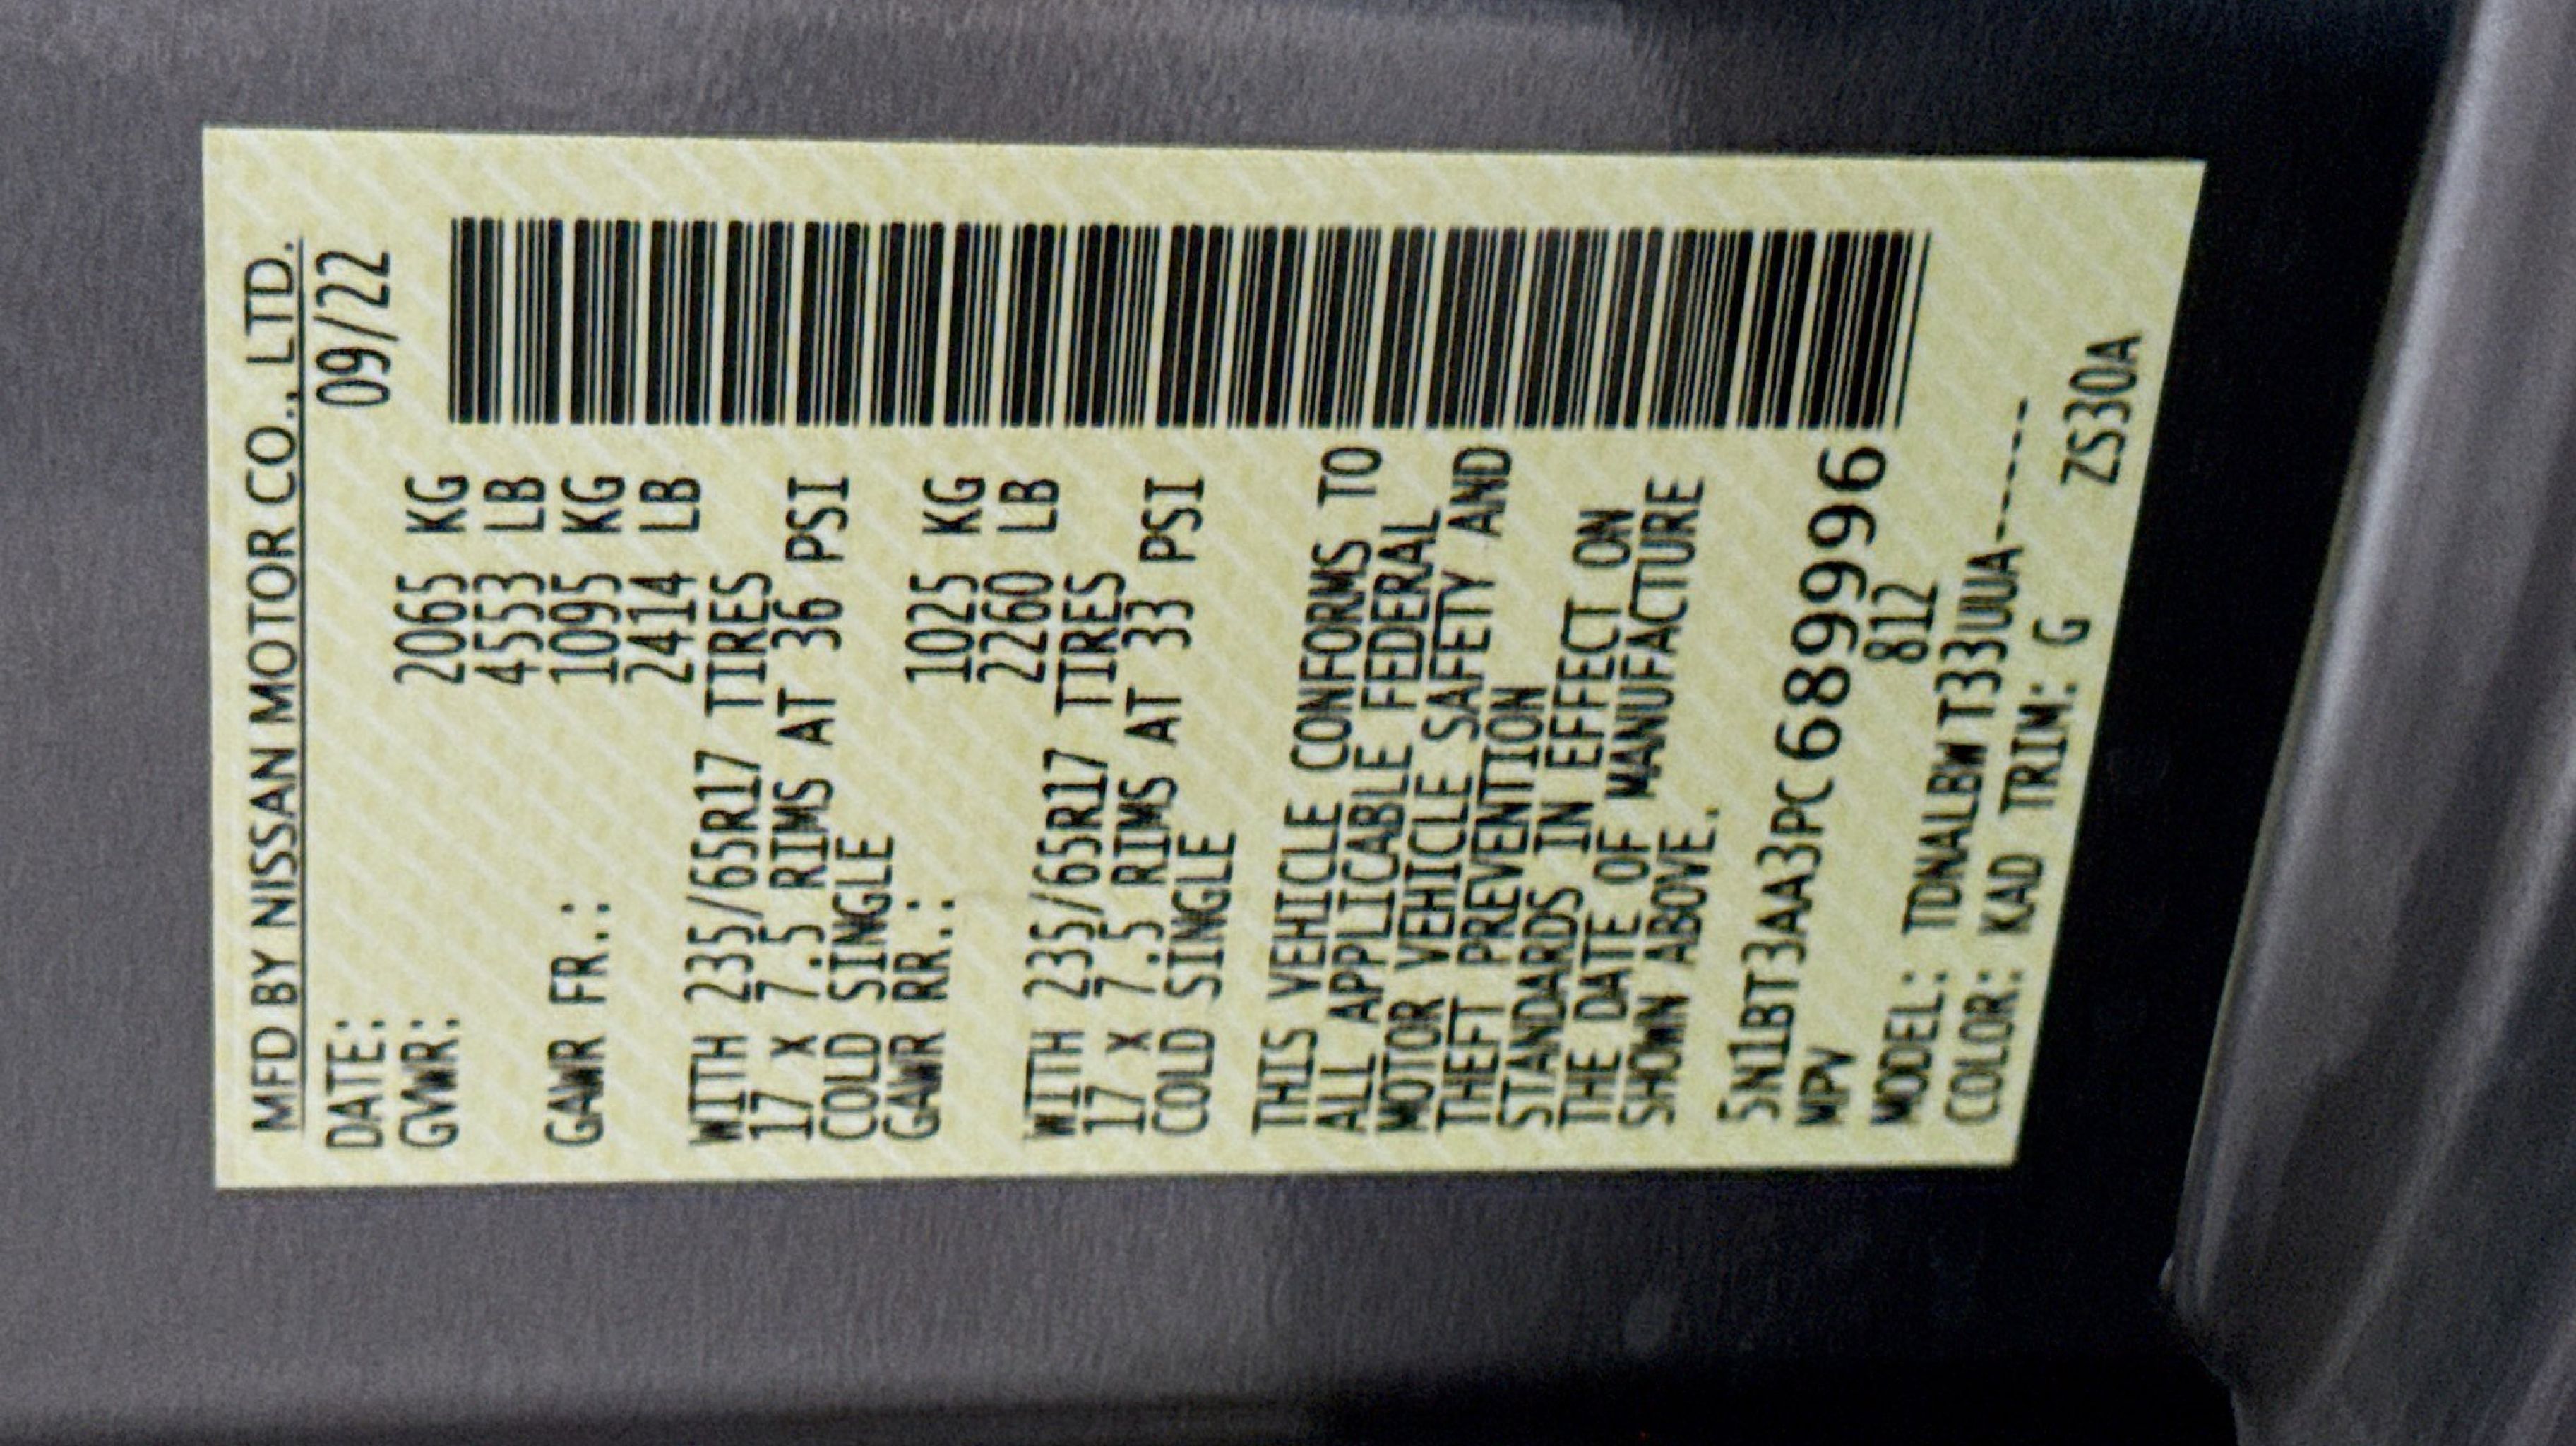 MFD BY NISSAN MOTOR CO., LTD.
DATE: 09/22
GVWR: 2065 KG
4553 LB
GAWR FR.: 1095 KG
2414 LB
WITH 235/65R17 TIRES
17 X 7.5 RIMS AT 36 PSI
COLD SINGLE
GAWR RR.: 1025 KG
2260 LB
WITH 235/65R17 TIRES
17 X 7.5 RIMS AT 33 PSI
COLD SINGLE
THIS VEHICLE CONFORMS TO
ALL APPLICABLE FEDERAL
MOTOR VEHICLE SAFETY AND
THEFT PREVENTION
STANDARDS IN EFFECT ON
THE DATE OF MANUFACTURE
SHOWN ABOVE.
5N1BT3AA3PC689996
MPV 812
MODEL: TDNALBWT33UUA-----
COLOR: KAD TRIM: G
ZS30A